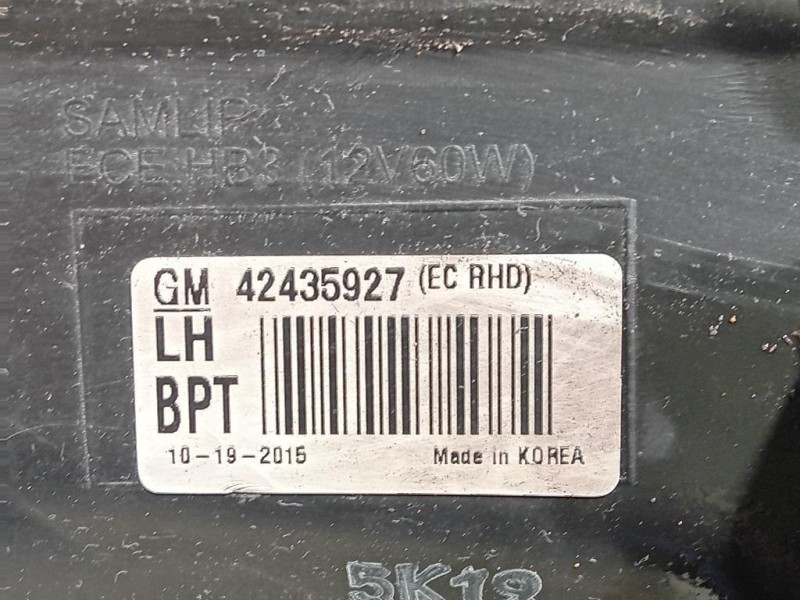 SAMLIP
ECE HB3 (12V60W)
GM 42435927 (EC RHD)
LH
BPT
10-19-2015 Made in KOREA
5K19